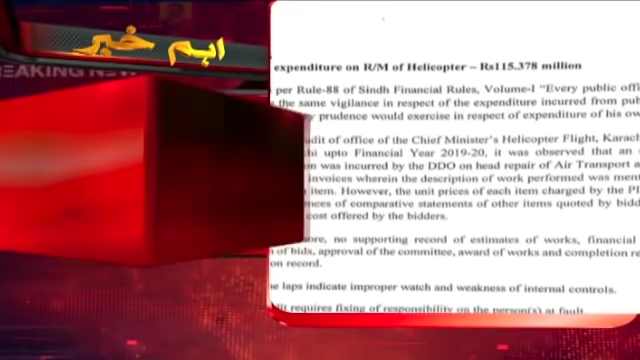 اہم خبر
EAKING NEW
expenditure on R/M of Helicopter – Rs115.378 million
per Rule-88 of Sindh Financial Rules, Volume-I "Every public offi
the same vigilance in respect of the expenditure incurred from pu
y prudence would exercise in respect of expenditure of his ow
udit of office of the Chief Minister's Helicopter Flight, Karach
hi upto Financial Year 2019-20, it was observed that an
on was incurred by the DDO on head repair of Air Transport a
invoices wherein the description of work performed was ment
item. However, the unit prices of each item charged by the
nces of comparative statements of other items quoted by bidd
cost offered by the bidders.
ore, no supporting record of estimates of works, financial
of bids, approval of the committee, award of works and completion re
on record.
e laps indicate improper watch and weakness of internal controls.
requires fixing of responsibility on the person(s) at fault